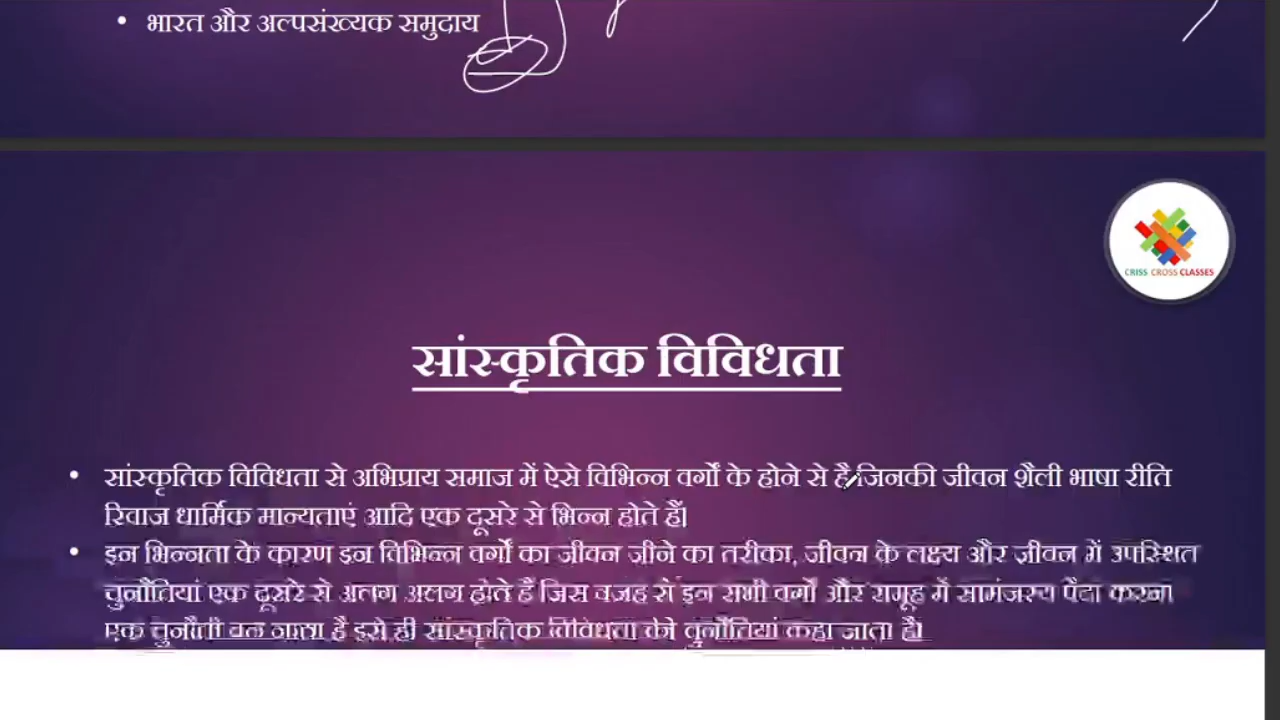 • भारत और अल्पसंख्यक समुदाय
CRISS CROSS CLASSES
सांस्कृतिक विविधता
• सांस्कृतिक विविधता से अभिप्राय समाज में ऐसे विभिन्न वर्गों के होने से है जिनकी जीवन शैली भाषा रीति
रिवाज धार्मिक मान्यताएं आदि एक दूसरे से भिन्न होते हैं।
• इन भिन्नता के कारण इन विभिन्न वर्गों का जीवन जीने का तरीका, जीवन के लक्ष्य और जीवन में उपस्थित
चुनौतियां एक दूसरे से अलग अलग होते है जिस वजह से इन सभी वर्गों और समूह में सामंजस्य पैदा करना
एक चुनौती बन जाता है इसे ही सांस्कृतिक विविधता की चुनौतियां कहा जाता है।